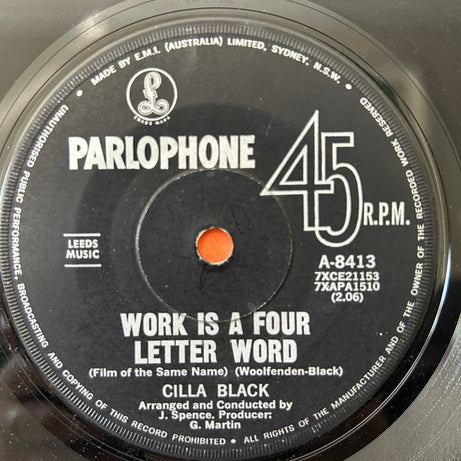 • MADE BY E.M.I. (AUSTRALIA) LIMITED, SYDNEY, N.S.W. •
TRADE MARK
PARLOPHONE
45 R.P.M.
LEEDS
MUSIC
A-8413
7XCE21153
7XAPA1510
(2.06)
WORK IS A FOUR
LETTER WORD
(Film of the Same Name) (Woolfenden-Black)
CILLA BLACK
Arranged and Conducted by
J. Spence. Producer:
G. Martin
UNAUTHORISED PUBLIC PERFORMANCE, BROADCASTING AND COPYING OF THIS RECORD PROHIBITED • ALL RIGHTS OF THE MANUFACTURER AND OF THE OWNER OF THE RECORDED WORK RESERVED